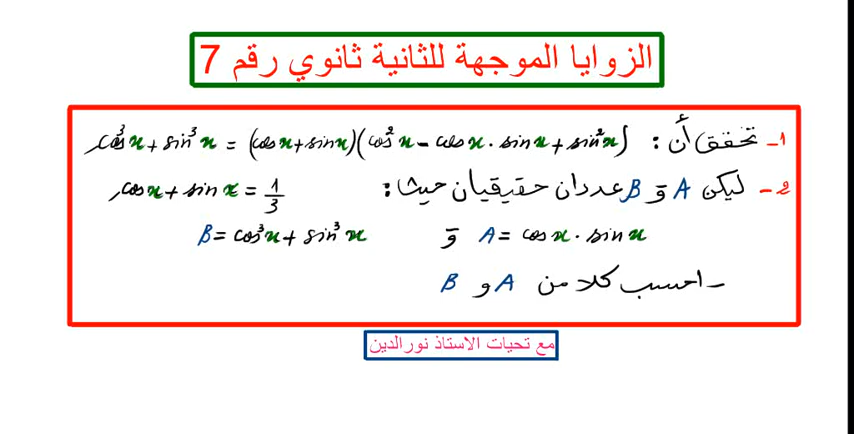 الزوايا الموجهة للثانية ثانوي رقم 7
1- تحقق أن : cos³x + sin³x = (cosx + sinx)(cos²x - cosx · sinx + sin²x)
2- ليكن A و B عددان حقيقيان حيث : cosx + sinx = 1/3
A = cosx · sinx و B = cos³x + sin³x
- احسب كلا من A و B
مع تحيات الاستاذ نورالدين